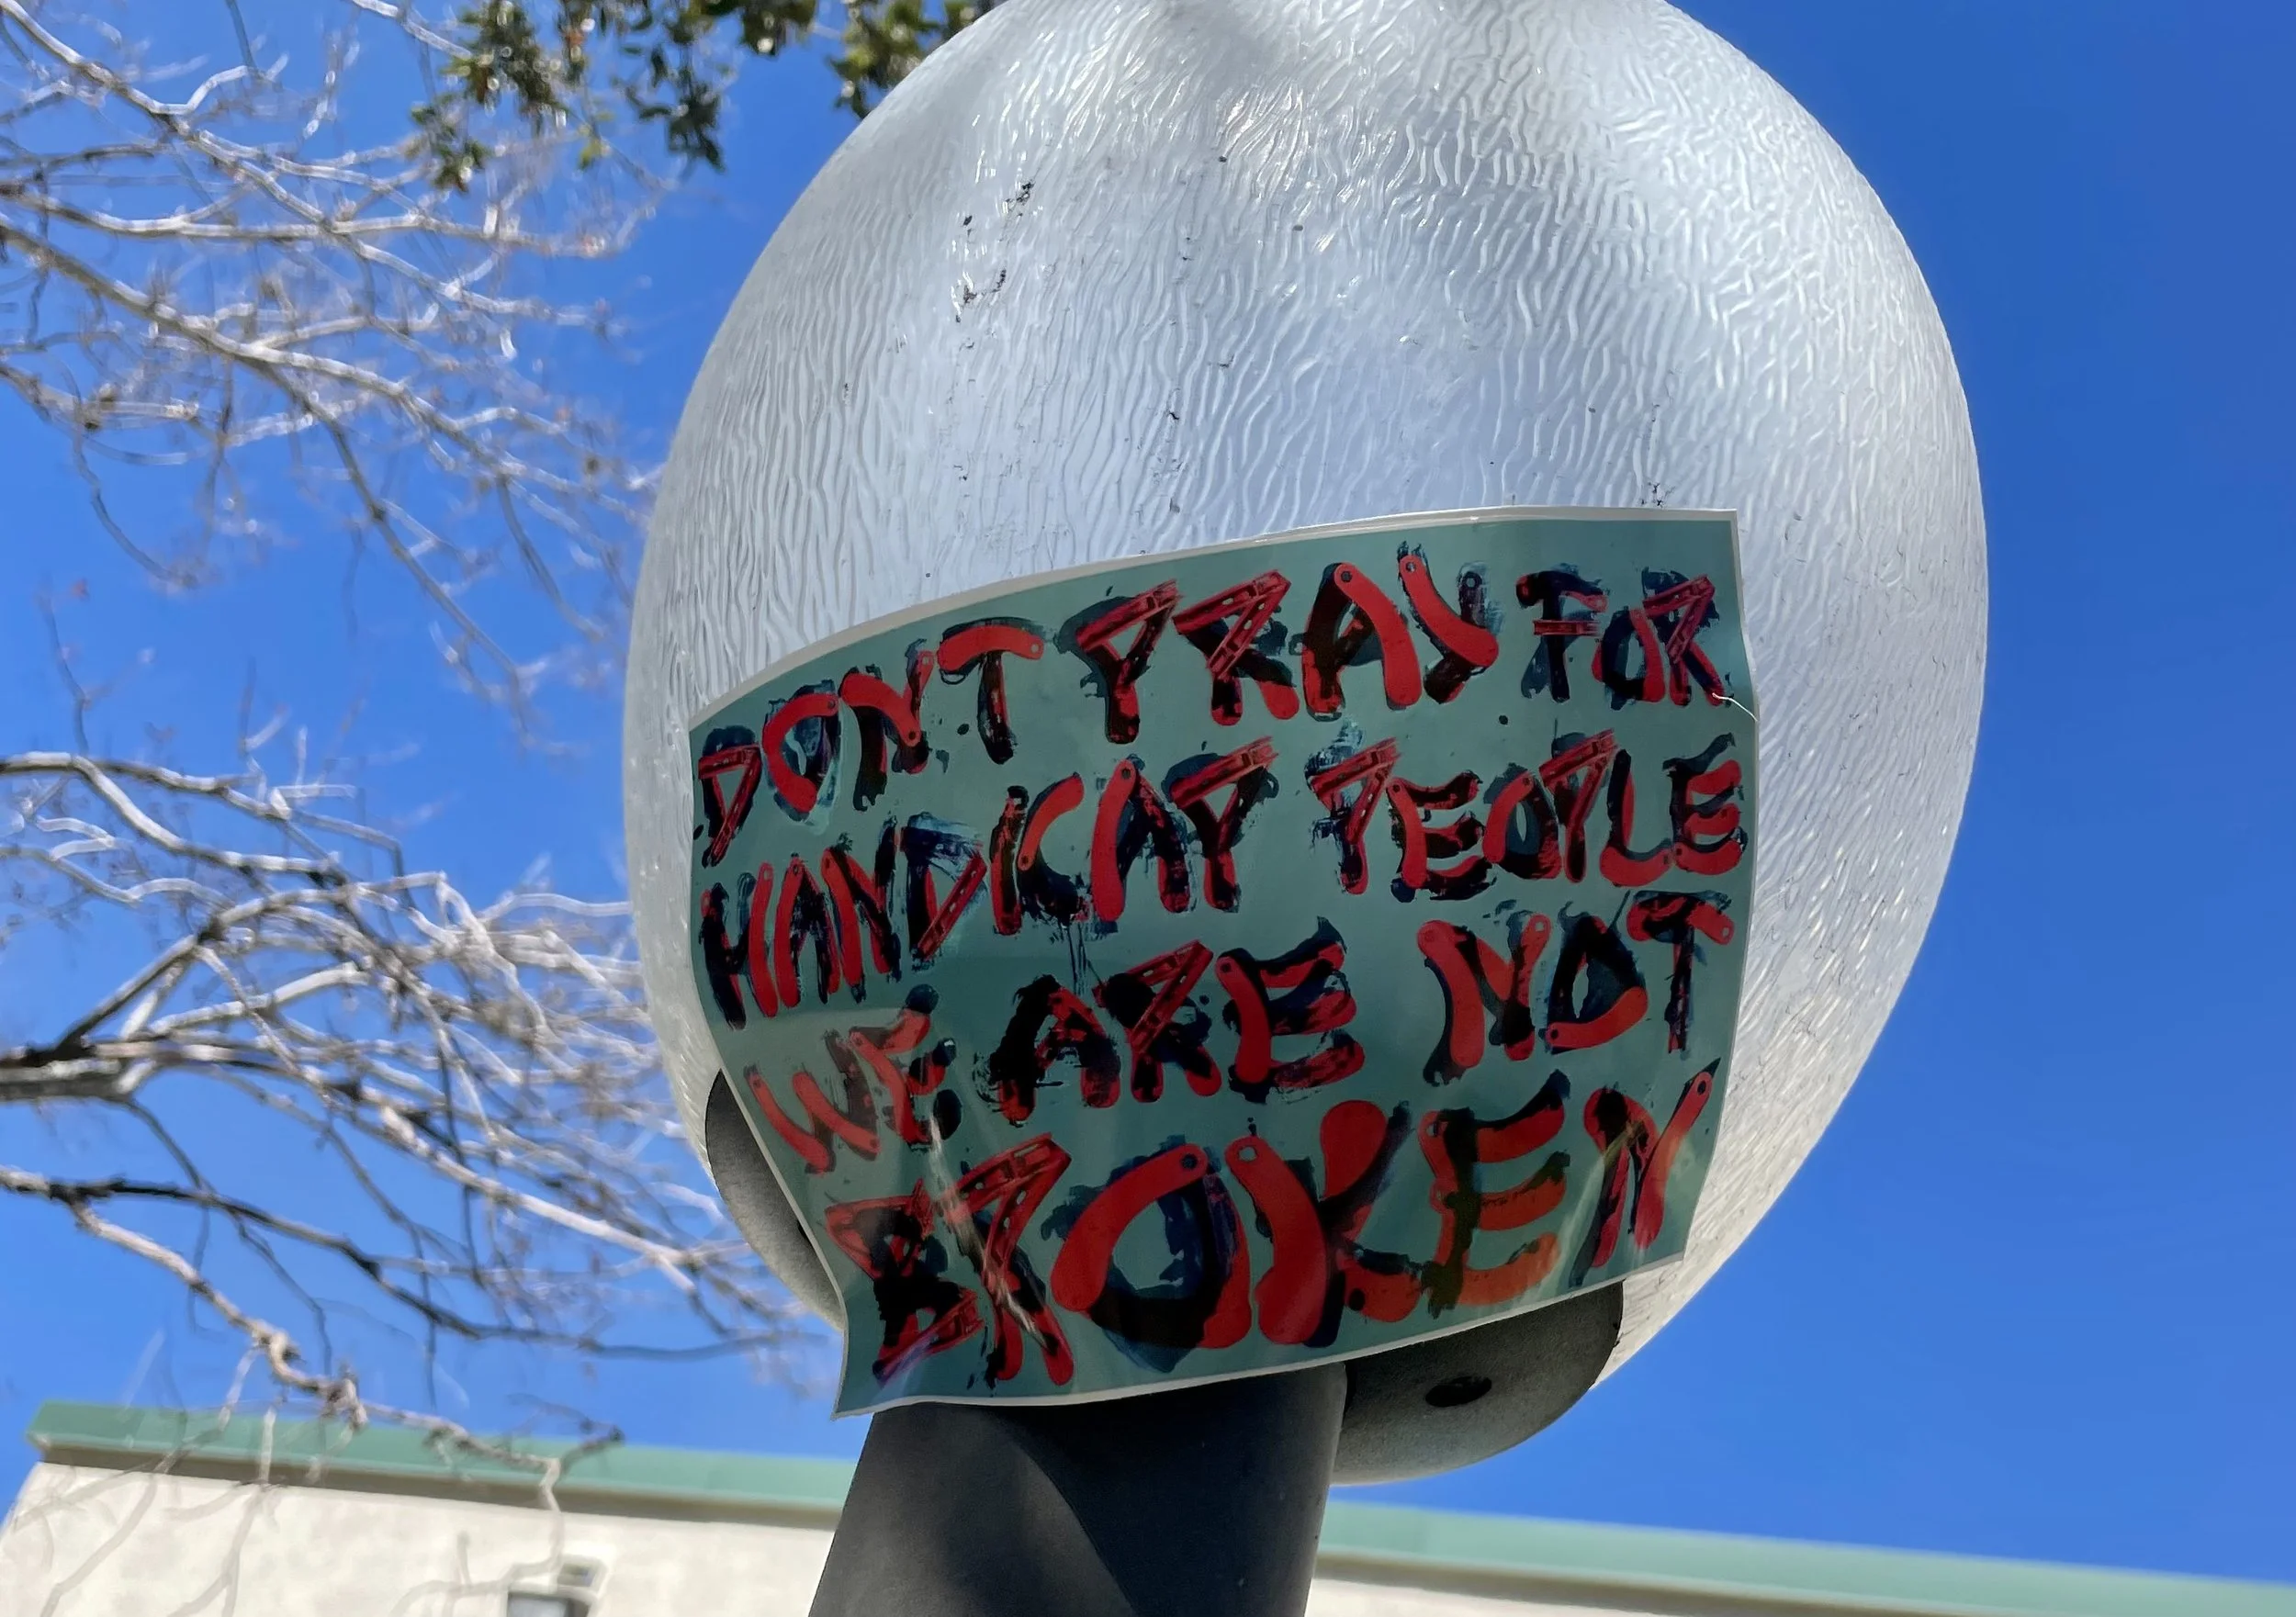 DONT PRAY FOR
HANDICAP PEOPLE
WE ARE NOT
BROKEN